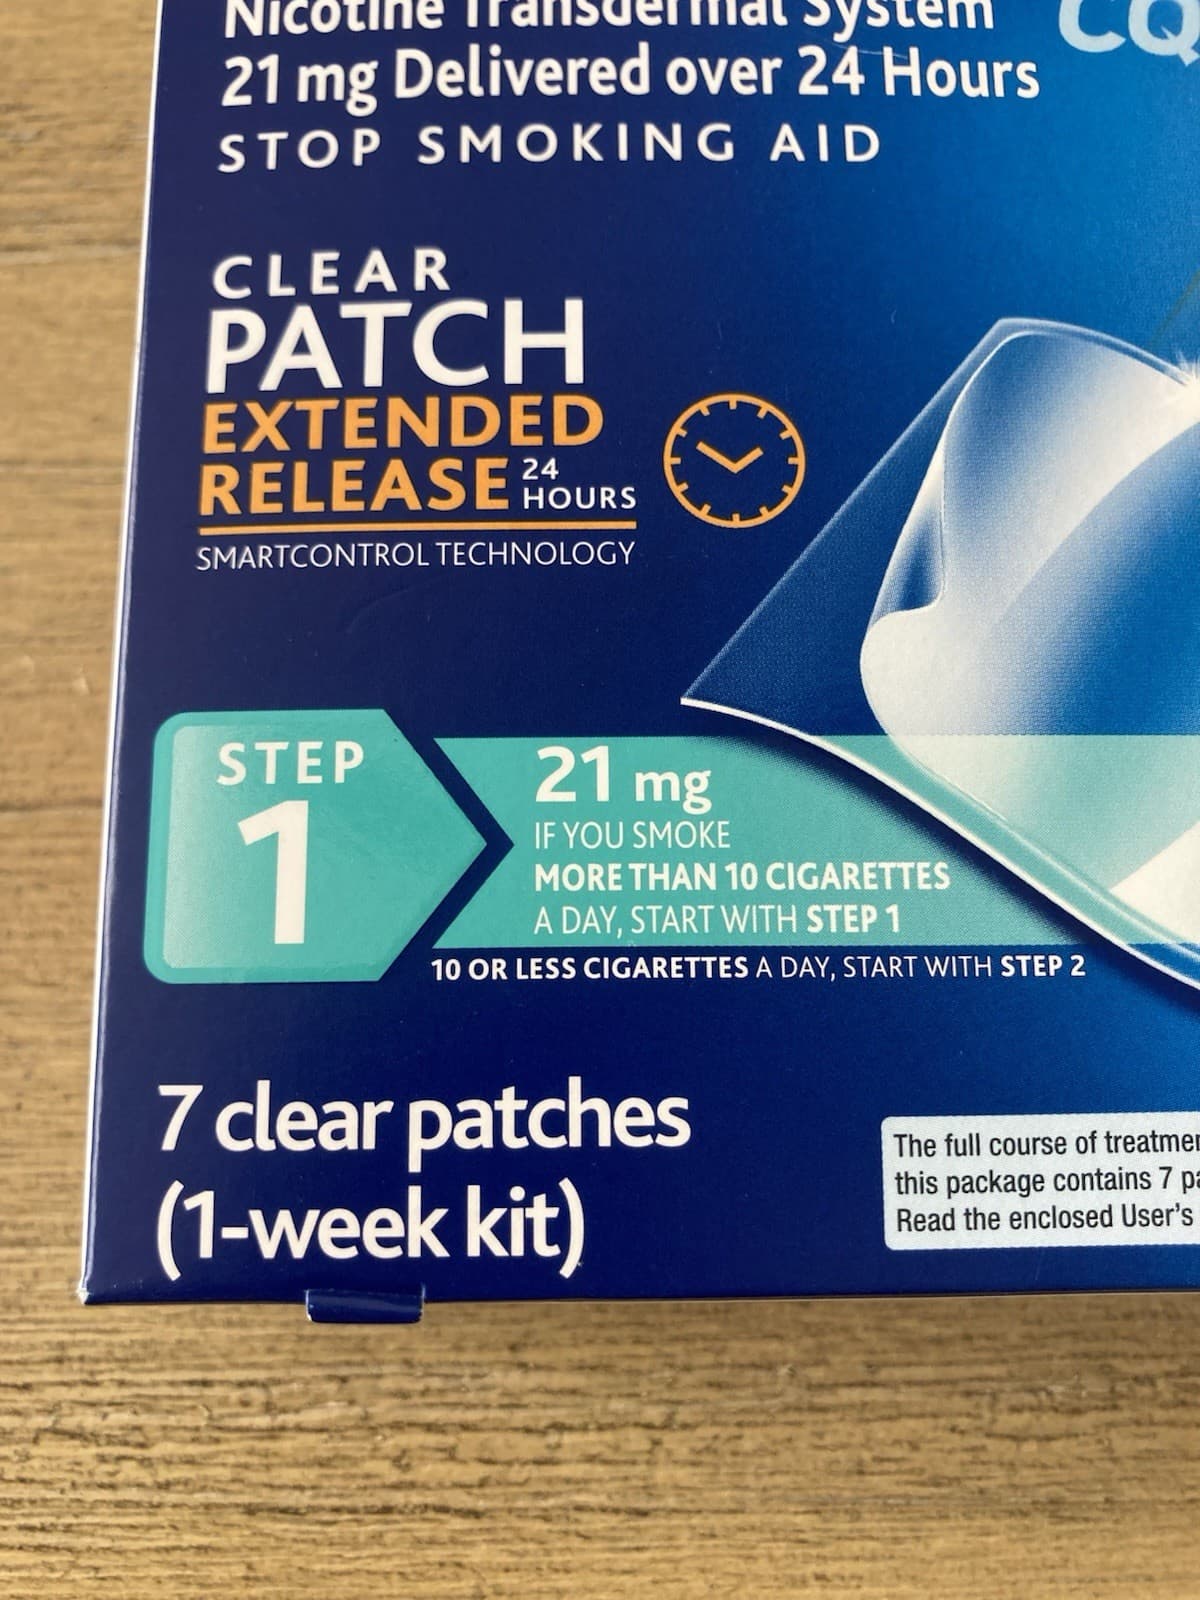 Nicotine Transdermal System
CQ
21 mg Delivered over 24 Hours
STOP SMOKING AID
CLEAR
PATCH
EXTENDED
RELEASE 24 HOURS
SMARTCONTROL TECHNOLOGY
STEP
1
21 mg
IF YOU SMOKE
MORE THAN 10 CIGARETTES
A DAY, START WITH STEP 1
10 OR LESS CIGARETTES A DAY, START WITH STEP 2
7 clear patches
(1-week kit)
The full course of
this package contains 7
Read the enclosed User's